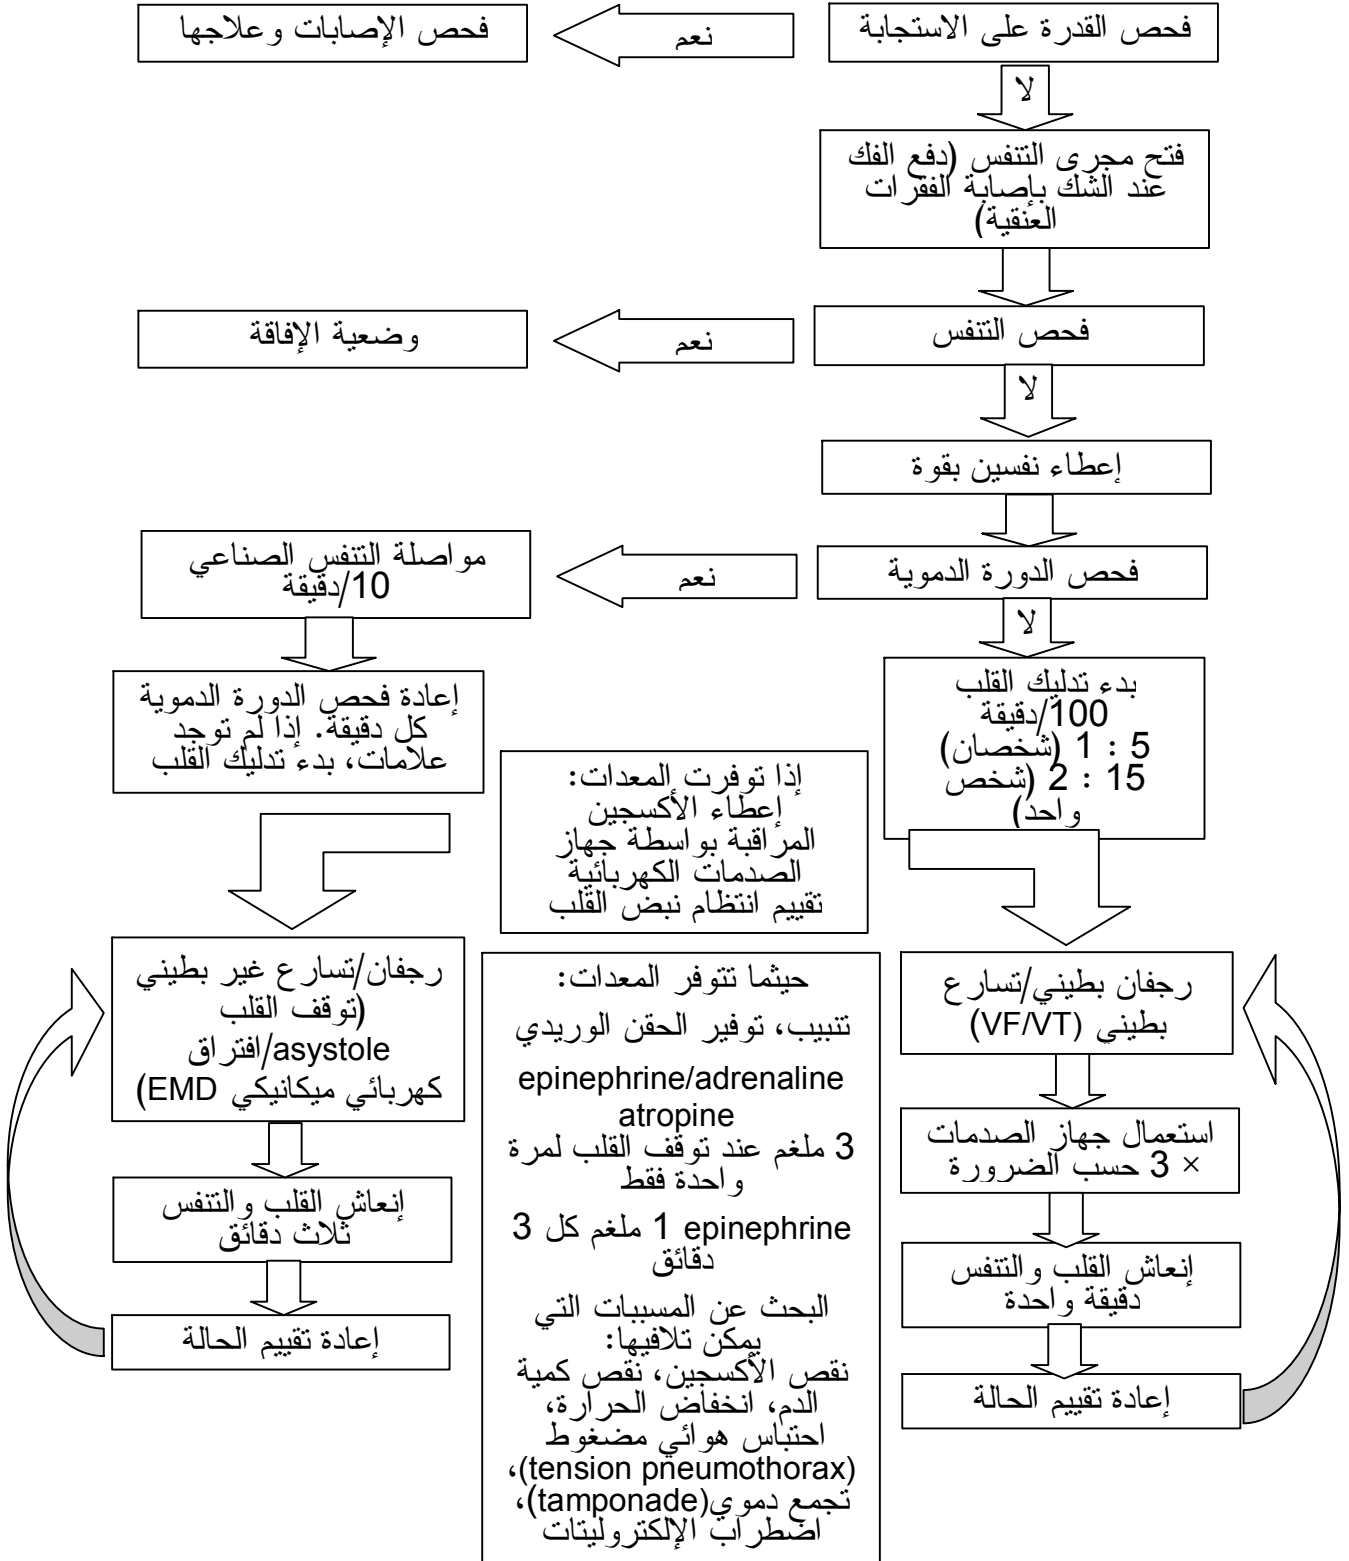 فحص القدرة على الاستجابة
نعم
فحص الإصابات وعلاجها
لا
فتح مجرى التنفس (دفع الفك
عند الشك بإصابة الفقرات
العنقية)
فحص التنفس
نعم
وضعية الإفاقة
لا
إعطاء نفسين بقوة
فحص الدورة الدموية
نعم
مواصلة التنفس الصناعي
10/دقيقة
لا
بدء تدليك القلب
100/دقيقة
5 : 1 (شخصان)
15 : 2 (شخص
واحد)
إعادة فحص الدورة الدموية
كل دقيقة. إذا لم توجد
علامات، بدء تدليك القلب
إذا توفرت المعدات:
إعطاء الأكسجين
المراقبة بواسطة جهاز
الصدمات الكهربائية
تقييم انتظام نبض القلب
رجفان بطيني/تسارع
بطيني (VF/VT)
استعمال جهاز الصدمات
× 3 حسب الضرورة
إنعاش القلب والتنفس
دقيقة واحدة
إعادة تقييم الحالة
حيثما تتوفر المعدات:
تنبيب، توفير الحقن الوريدي
epinephrine/adrenaline
atropine
3 ملغم عند توقف القلب لمرة
واحدة فقط
epinephrine 1 ملغم كل 3
دقائق
البحث عن المسببات التي
يمكن تلافيها:
نقص الأكسجين، نقص كمية
الدم، انخفاض الحرارة،
احتباس هوائي مضغوط
(tension pneumothorax)،
تجمع دموي(tamponade)،
اضطراب الإلكتروليتات
رجفان/تسارع غير بطيني
(توقف القلب
asystole/افتراق
كهربائي ميكانيكي EMD)
إنعاش القلب والتنفس
ثلاث دقائق
إعادة تقييم الحالة